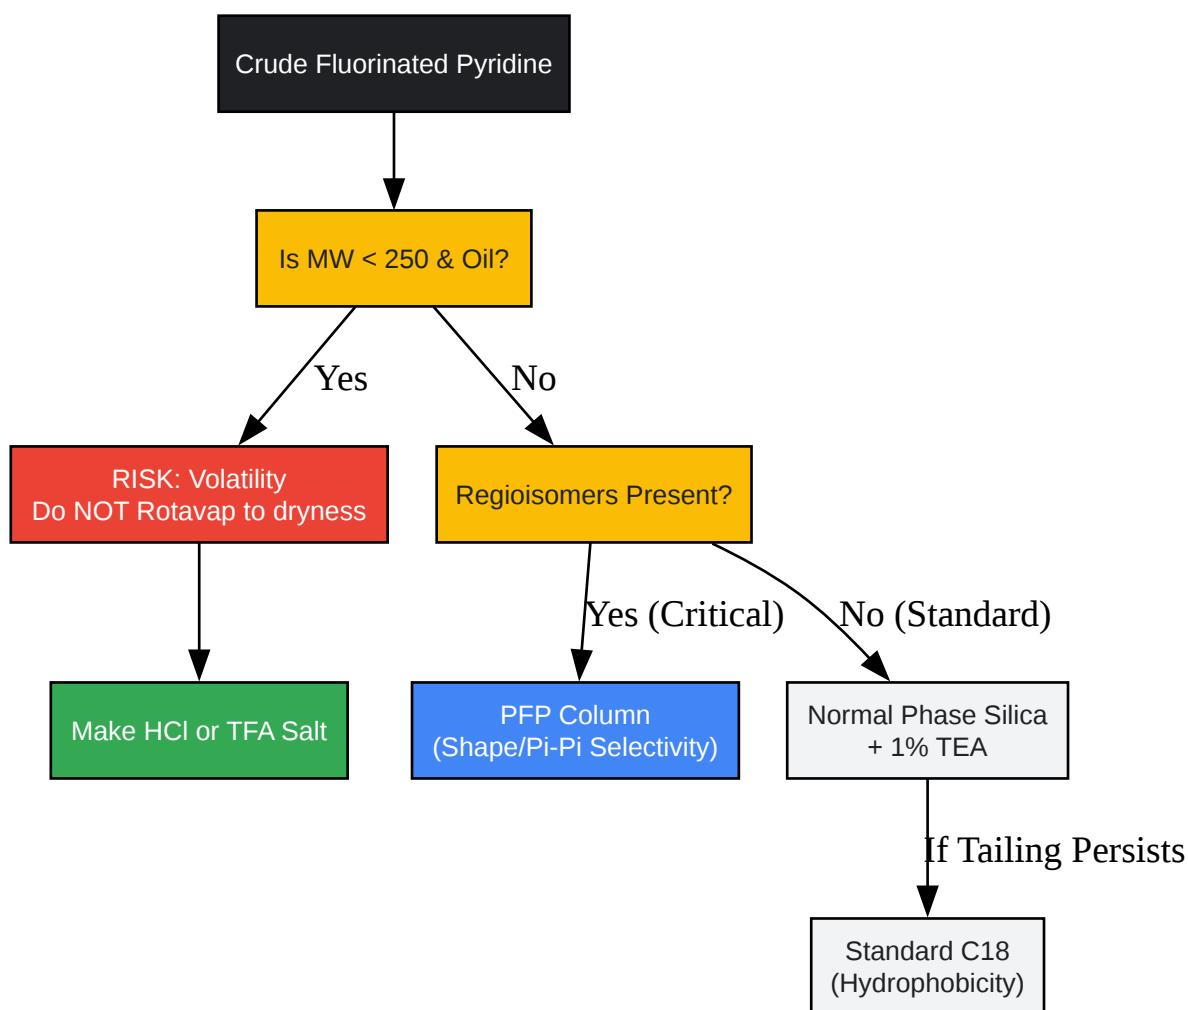 Crude Fluorinated Pyridine
Is MW < 250 & Oil?
Yes
No
RISK: Volatility
Do NOT Rotavap to dryness
Regioisomers Present?
Yes (Critical)
No (Standard)
Make HCl or TFA Salt
PFP Column
(Shape/Pi-Pi Selectivity)
Normal Phase Silica
+ 1% TEA
If Tailing Persists
Standard C18
(Hydrophobicity)